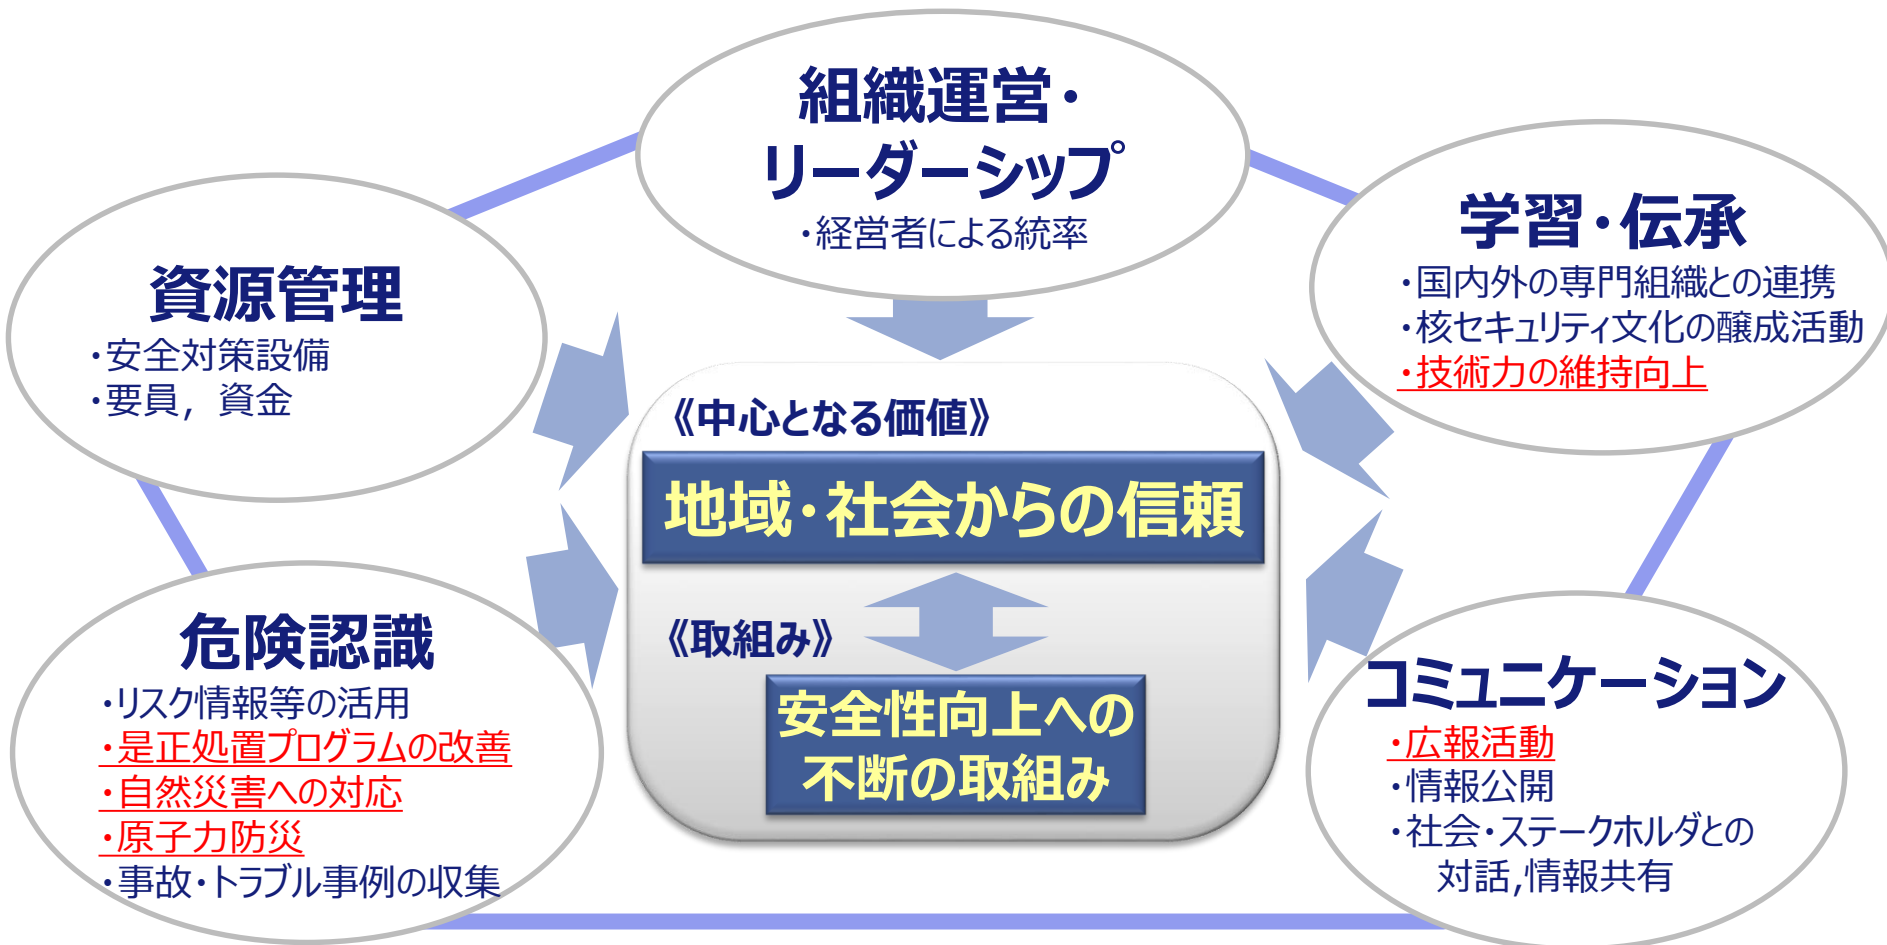 組織運営・
リーダーシップ
・経営者による統率
資源管理
・安全対策設備
・要員，資金
学習・伝承
・国内外の専門組織との連携
・核セキュリティ文化の醸成活動
・技術力の維持向上
《中心となる価値》
地域・社会からの信頼
《取組み》
安全性向上への
不断の取組み
危険認識
・リスク情報等の活用
・是正処置プログラムの改善
・自然災害への対応
・原子力防災
・事故・トラブル事例の収集
コミュニケーション
・広報活動
・情報公開
・社会・ステークホルダとの
対話,情報共有